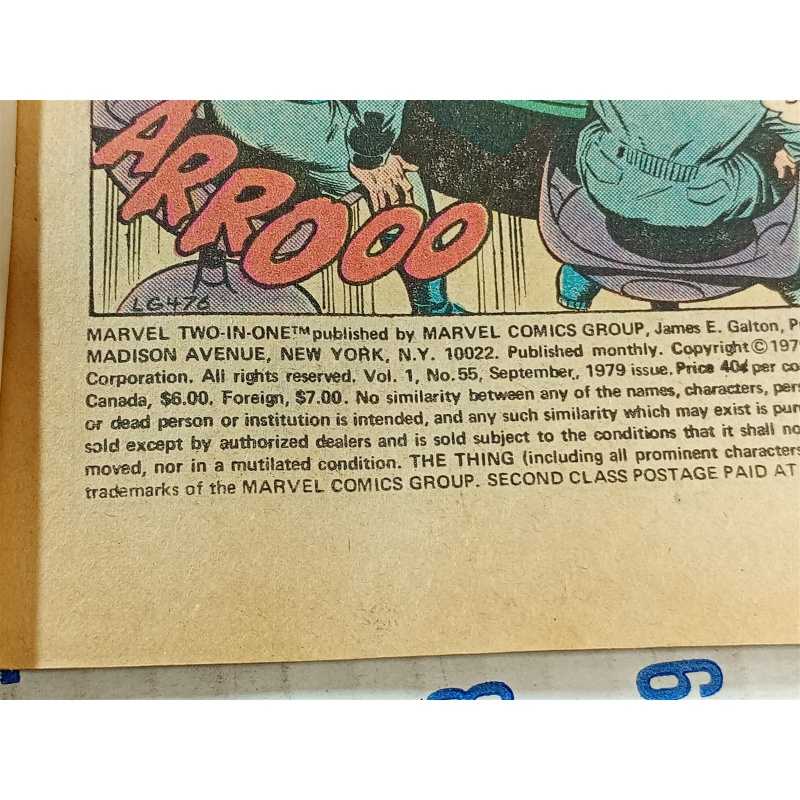 ARROOO
LG476
MARVEL TWO-IN-ONE™ published by MARVEL COMICS GROUP, James E. Galton,
MADISON AVENUE, NEW YORK, N.Y. 10022. Published monthly. Copyright © 197
Corporation. All rights reserved. Vol. 1, No. 55, September, 1979 issue. Price 40¢ per
Canada, $6.00. Foreign, $7.00. No similarity between any of the names, characters,
or dead person or institution is intended, and any such similarity which may exist is
sold except by authorized dealers and is sold subject to the conditions that it shall
moved, nor in a mutilated condition. THE THING (including all prominent characters
trademarks of the MARVEL COMICS GROUP. SECOND CLASS POSTAGE PAID AT
9